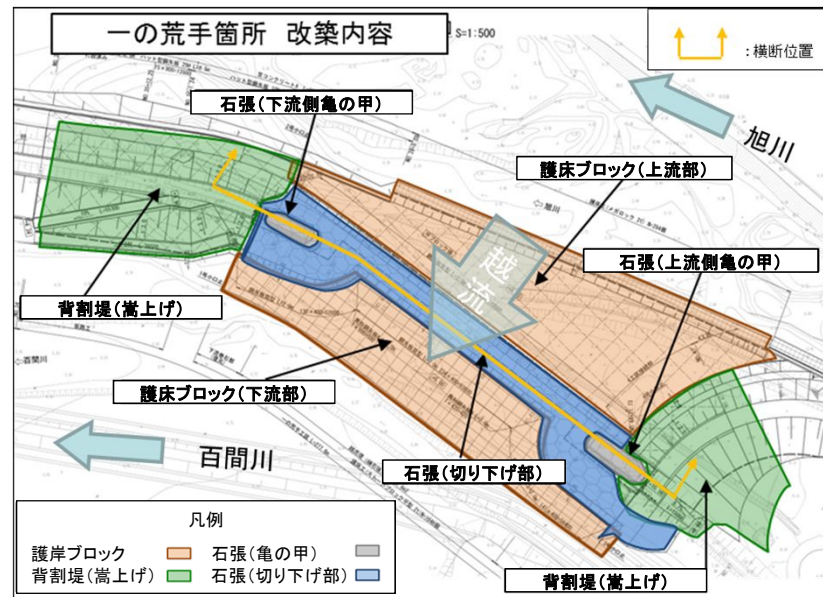 一の荒手箇所 改築内容
S=1:500
:横断位置
石張(下流側亀の甲)
旭川
護床ブロック(上流部)
旭川
石張(上流側亀の甲)
越流
背割堤(嵩上げ)
百間川
護床ブロック(下流部)
百間川
石張(切り下げ部)
凡例
護岸ブロック 石張(亀の甲)
背割堤(嵩上げ) 石張(切り下げ部)
背割堤(嵩上げ)